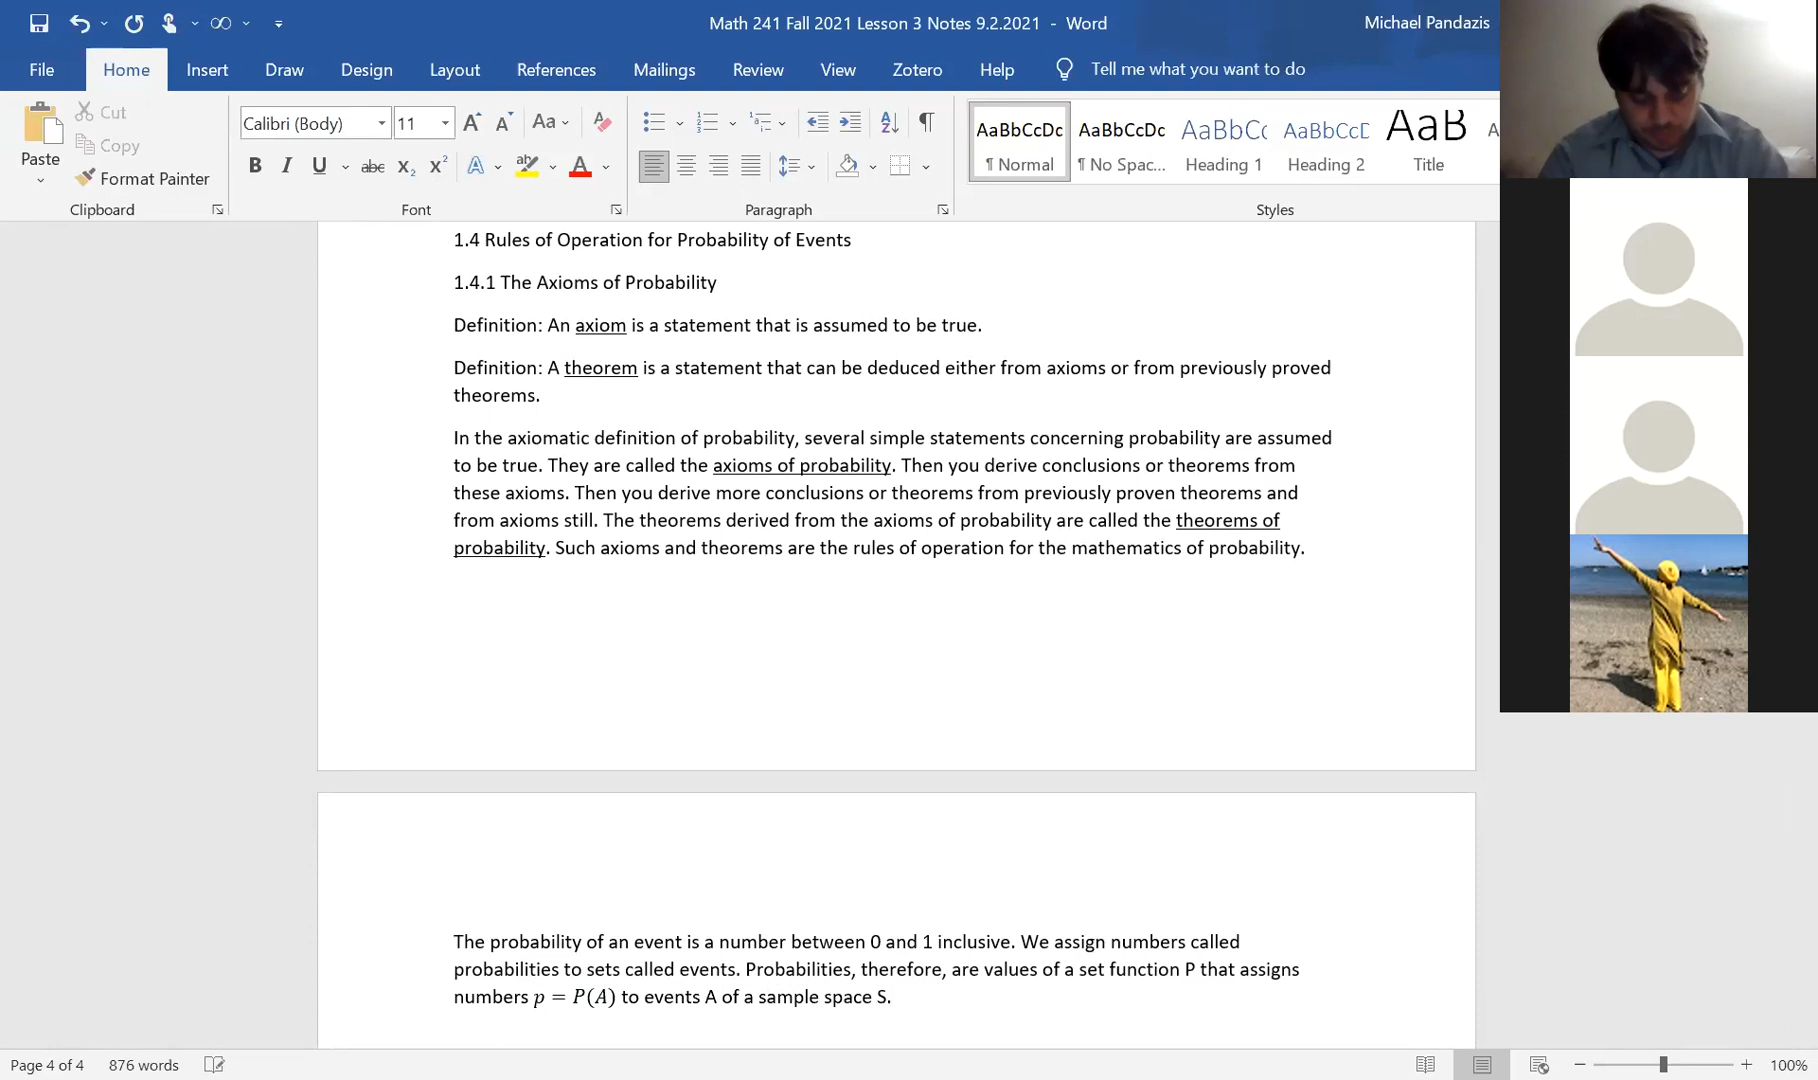 Math 241 Fall 2021 Lesson 3 Notes 9.2.2021 - Word
Michael Pandazis
File Home Insert Draw Design Layout References Mailings Review View Zotero Help Tell me what you want to do
Paste
Cut
Copy
Format Painter
Clipboard
Calibri (Body) 11 A A Aa A
B I U abc X2 X2 A ab A
Font
A Z ¶
Paragraph
AaBbCcDc AaBbCcDc AaBbCc AaBbCcD AaB A
¶ Normal ¶ No Spac... Heading 1 Heading 2 Title
Styles
1.4 Rules of Operation for Probability of Events
1.4.1 The Axioms of Probability
Definition: An axiom is a statement that is assumed to be true.
Definition: A theorem is a statement that can be deduced either from axioms or from previously proved
theorems.
In the axiomatic definition of probability, several simple statements concerning probability are assumed
to be true. They are called the axioms of probability. Then you derive conclusions or theorems from
these axioms. Then you derive more conclusions or theorems from previously proven theorems and
from axioms still. The theorems derived from the axioms of probability are called the theorems of
probability. Such axioms and theorems are the rules of operation for the mathematics of probability.
The probability of an event is a number between 0 and 1 inclusive. We assign numbers called
probabilities to sets called events. Probabilities, therefore, are values of a set function P that assigns
numbers p = P(A) to events A of a sample space S.
Page 4 of 4 876 words
100%